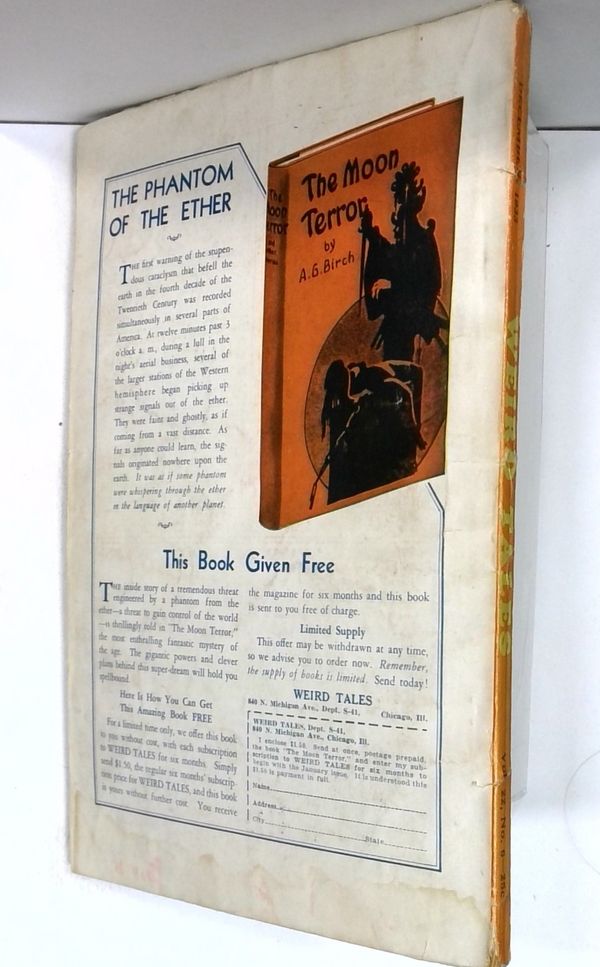 THE PHANTOM
OF THE ETHER
THE first warning of the stupen-
dous cataclysm that befell the
earth in the fourth decade of the
Twentieth Century was recorded
simultaneously in several parts of
America. At twelve minutes past 3
o'clock a. m., during a lull in the
night's aerial business, several of
the larger stations of the Western
hemisphere began picking up
strange signals out of the ether.
They were faint and ghostly, as if
coming from a vast distance. As
far as anyone could learn, the sig-
nals originated nowhere upon the
earth. It was as if some phantom
were whispering through the ether
in the language of another planet.
The
Moon
Terror
The Moon
Terror
by
A.G. Birch
This Book Given Free
THE inside story of a tremendous threat
engineered by a phantom from the
ether—a threat to gain control of the world
—is thrillingly told in "The Moon Terror,"
the most enthralling fantastic mystery of
the age. The gigantic powers and clever
plans behind this super-dream will hold you
spellbound.
Here Is How You Can Get
This Amazing Book FREE
For a limited time only, we offer this book
to you without cost, with each subscription
to WEIRD TALES for six months. Simply
send $1.50, the regular six months' subscrip-
tion price for WEIRD TALES, and this book
is yours without further cost. You receive
the magazine for six months and this book
is sent to you free of charge.
Limited Supply
This offer may be withdrawn at any time,
so we advise you to order now. Remember,
the supply of books is limited. Send today!
WEIRD TALES
840 N. Michigan Ave., Dept. S-41, Chicago, Ill.
WEIRD TALES, Dept. S-41,
840 N. Michigan Ave., Chicago, Ill.
I enclose $1.50. Send at once, postage prepaid,
the book "The Moon Terror," and enter my sub-
scription to WEIRD TALES for six months to
begin with the January issue. It is understood this
$1.50 is payment in full.
Name
Address
City
State
WEIRD TALES
Vol. 22, No. 6 25c